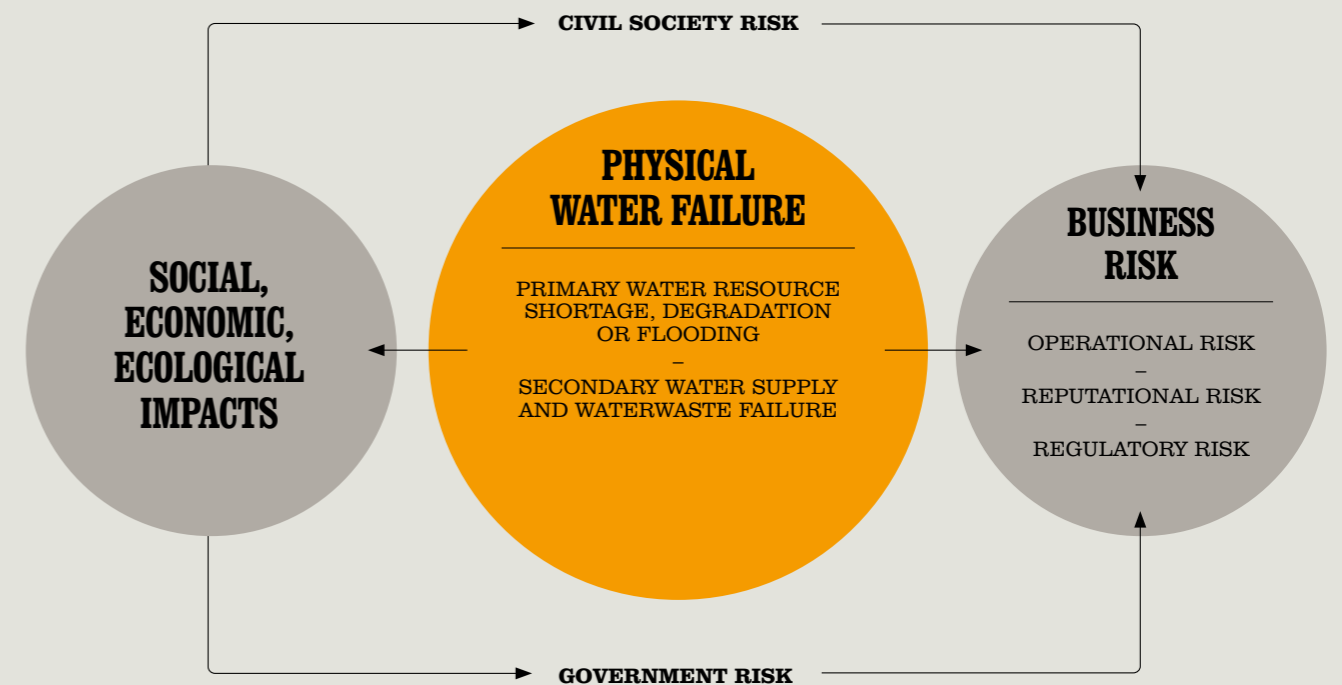 CIVIL SOCIETY RISK
SOCIAL,
ECONOMIC,
ECOLOGICAL
IMPACTS
PHYSICAL
WATER FAILURE
PRIMARY WATER RESOURCE
SHORTAGE, DEGRADATION
OR FLOODING
–
SECONDARY WATER SUPPLY
AND WATERWASTE FAILURE
BUSINESS
RISK
OPERATIONAL RISK
–
REPUTATIONAL RISK
–
REGULATORY RISK
GOVERNMENT RISK